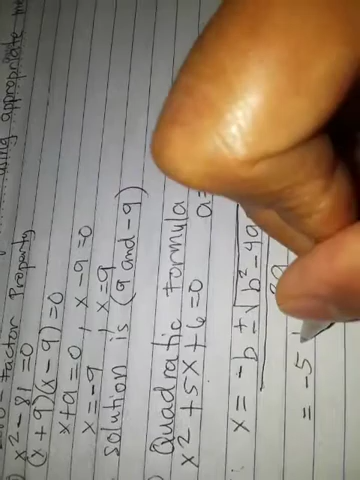 using appropriate me
Factor Property
x² - 81 = 0
(x + 9)(x - 9) = 0
x + 9 = 0 , x - 9 = 0
x = -9 , x = 9
solution is (9 and -9)
Quadratic Formula
x² + 5x + 6 = 0 a =
x = -b ± √b² - 4a
= -5